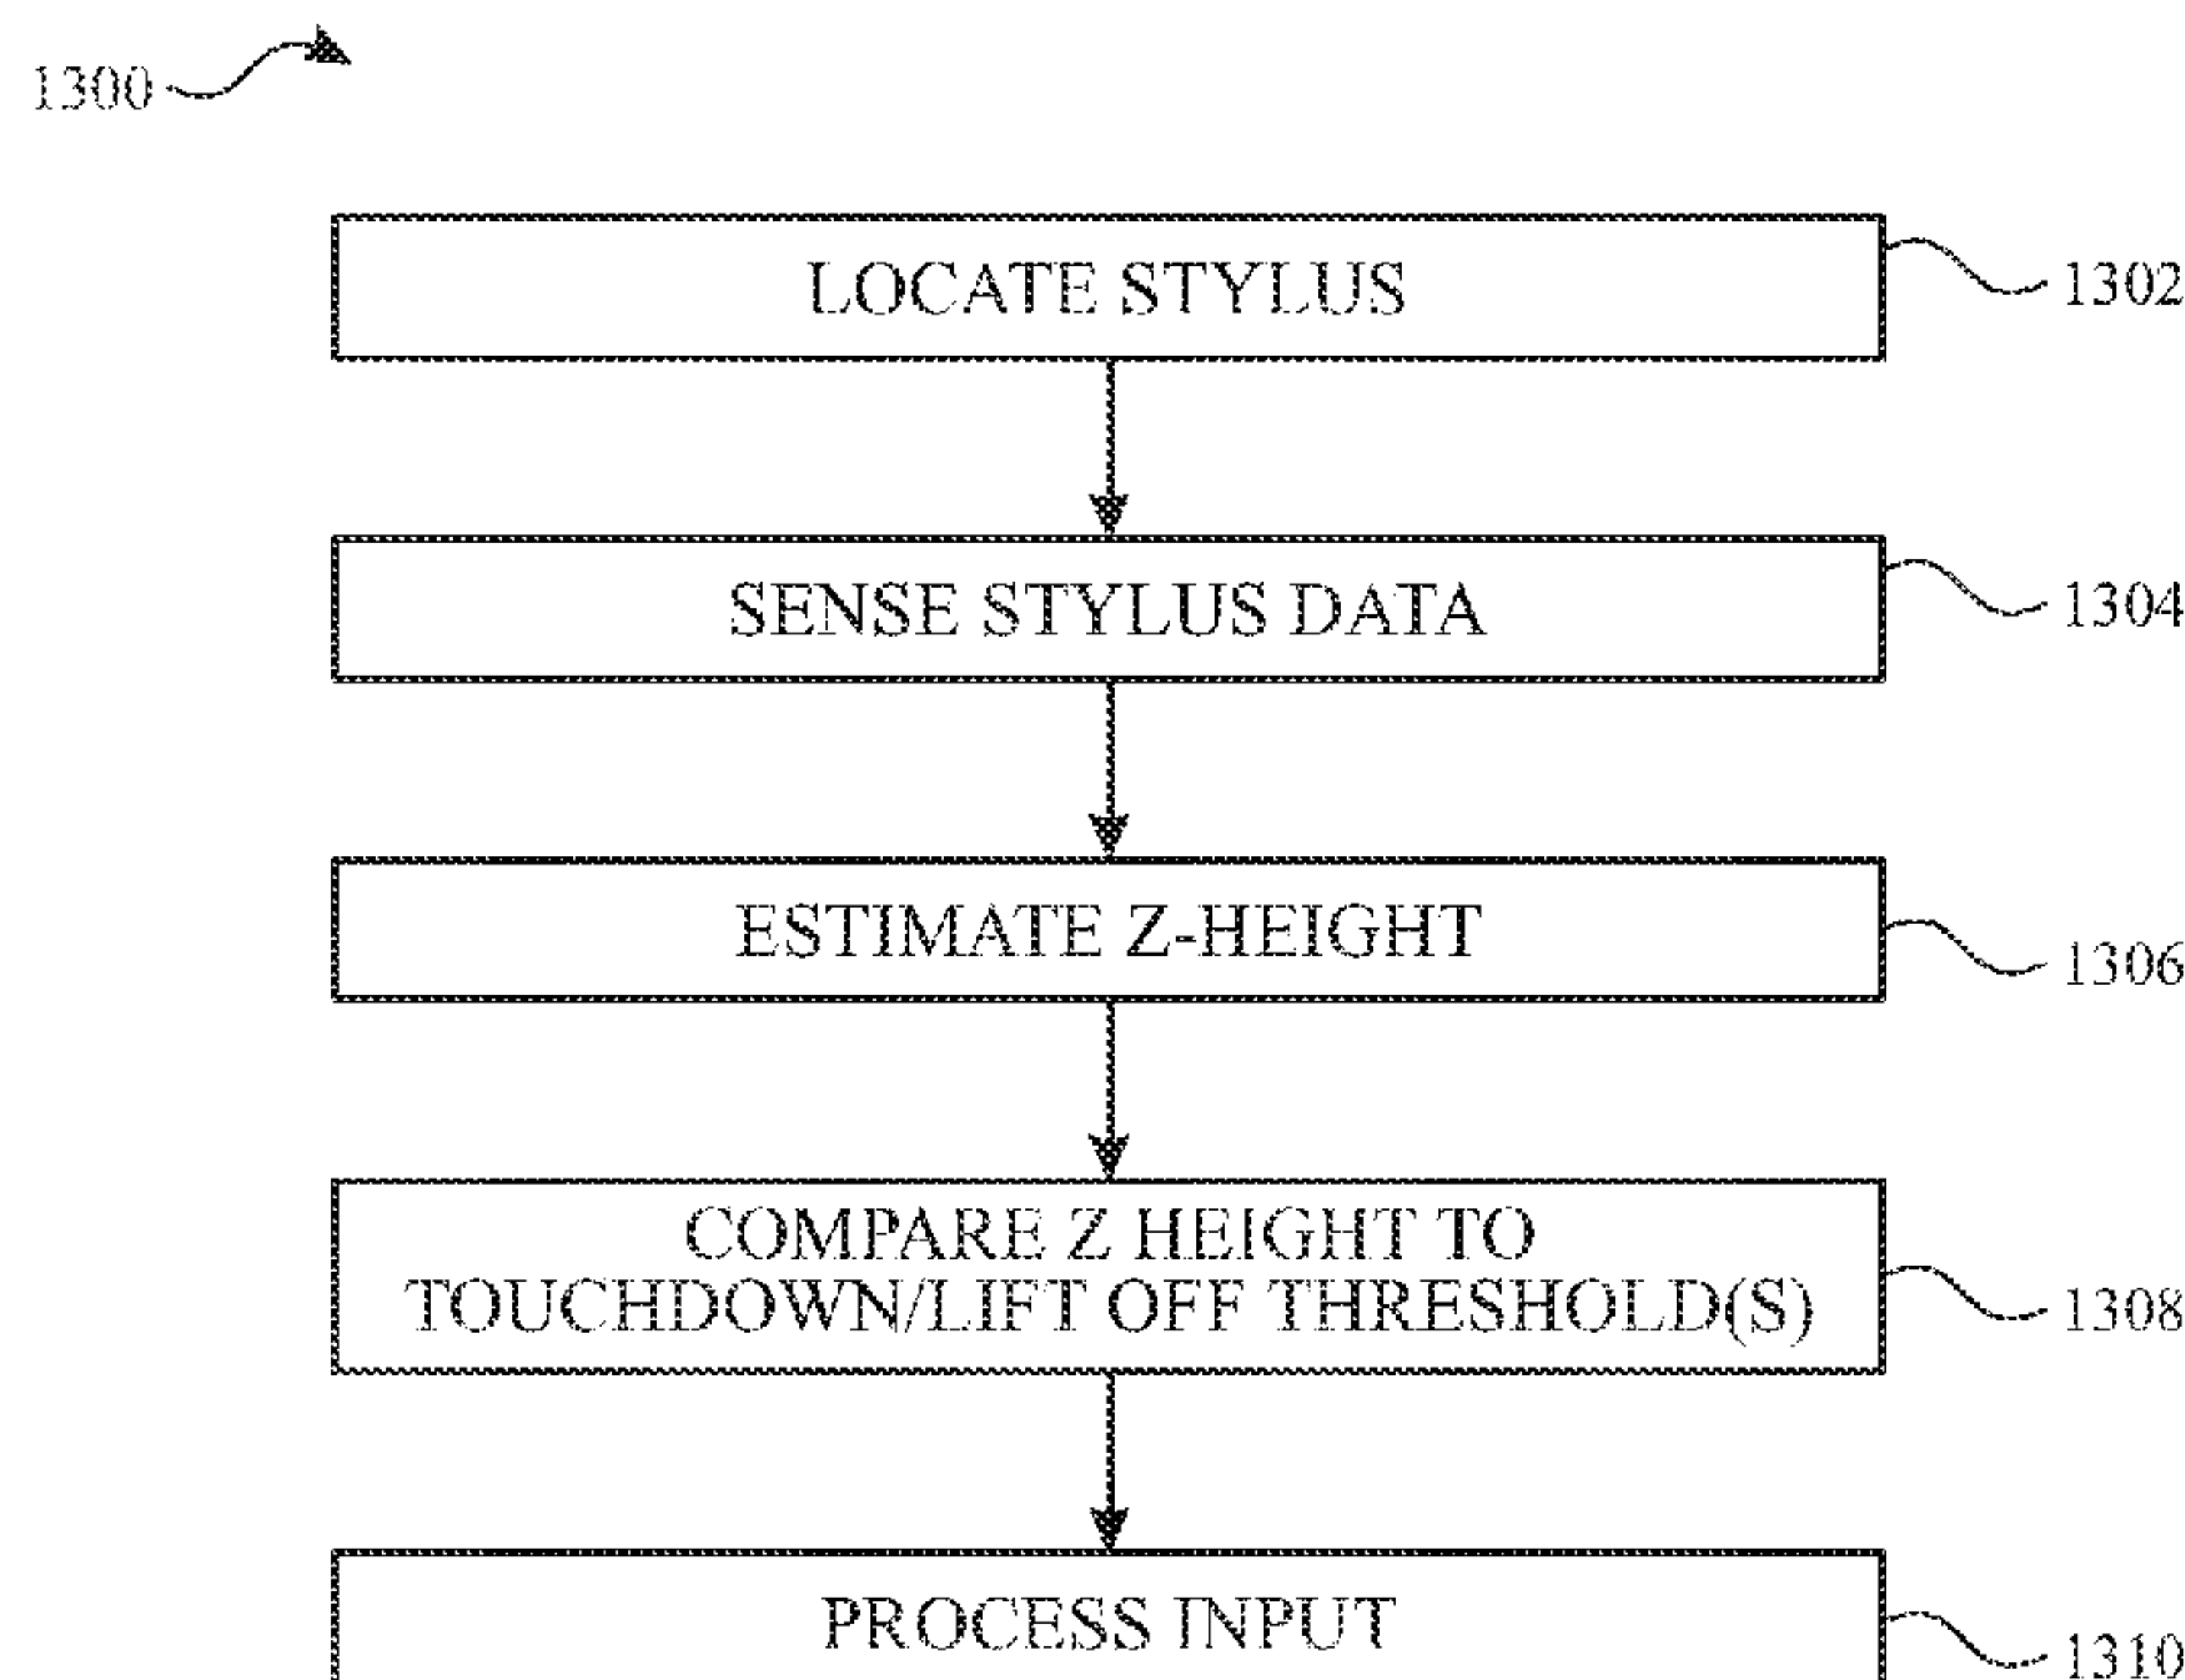 1300
LOCATE STYLUS
1302
SENSE STYLUS DATA
1304
ESTIMATE Z-HEIGHT
1306
COMPARE Z HEIGHT TO
TOUCHDOWN/LIFT OFF THRESHOLD(S)
1308
PROCESS INPUT
1310